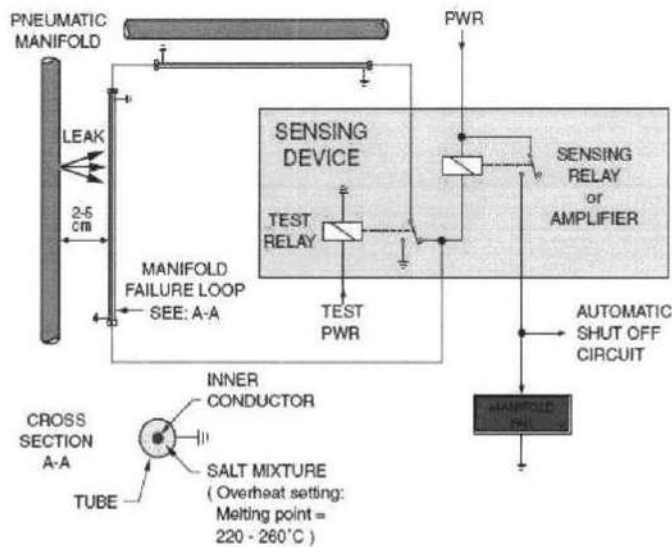 PNEUMATIC
MANIFOLD
PWR
LEAK
2-5
cm
SENSING
DEVICE
SENSING
RELAY
or
AMPLIFIER
TEST
RELAY
MANIFOLD
FAILURE LOOP
SEE: A-A
TEST
PWR
AUTOMATIC
SHUT OFF
CIRCUIT
MANIFOLD
FAIL
INNER
CONDUCTOR
CROSS
SECTION
A-A
SALT MIXTURE
( Overheat setting:
Melting point =
220 - 260°C )
TUBE